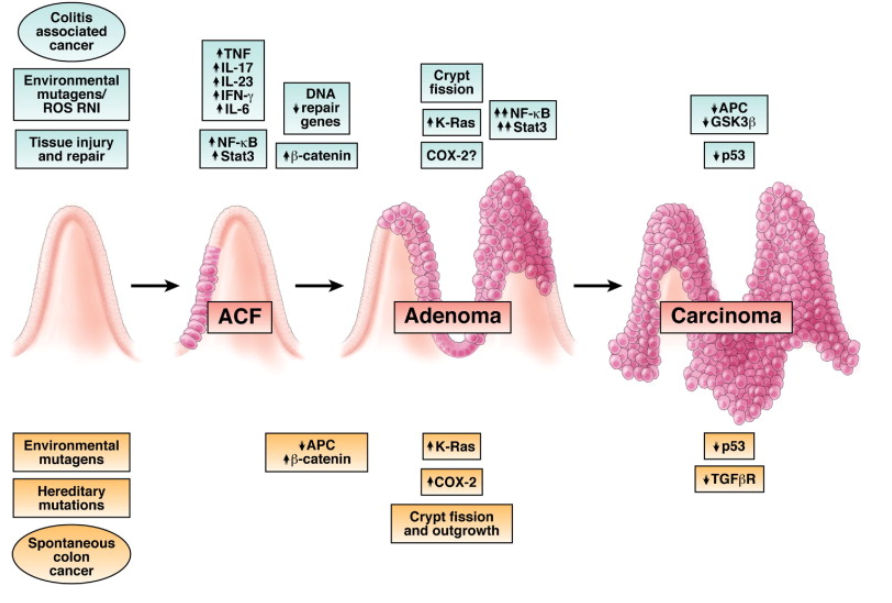 Colitis
associated
cancer
Environmental
mutagens/
ROS RNI
Tissue injury
and repair
↑TNF
↑IL-17
↑IL-23
↑IFN-γ
↑IL-6
↑NF-κB
↑Stat3
DNA
↓repair
genes
↑β-catenin
Crypt
fission
↑K-Ras
COX-2?
↑↑NF-κB
↑↑Stat3
↓APC
↓GSK3β
↓p53
ACF
Adenoma
Carcinoma
Environmental
mutagens
Hereditary
mutations
Spontaneous
colon
cancer
↓APC
↑β-catenin
↑K-Ras
↑COX-2
Crypt fission
and outgrowth
↓p53
↓TGFβR